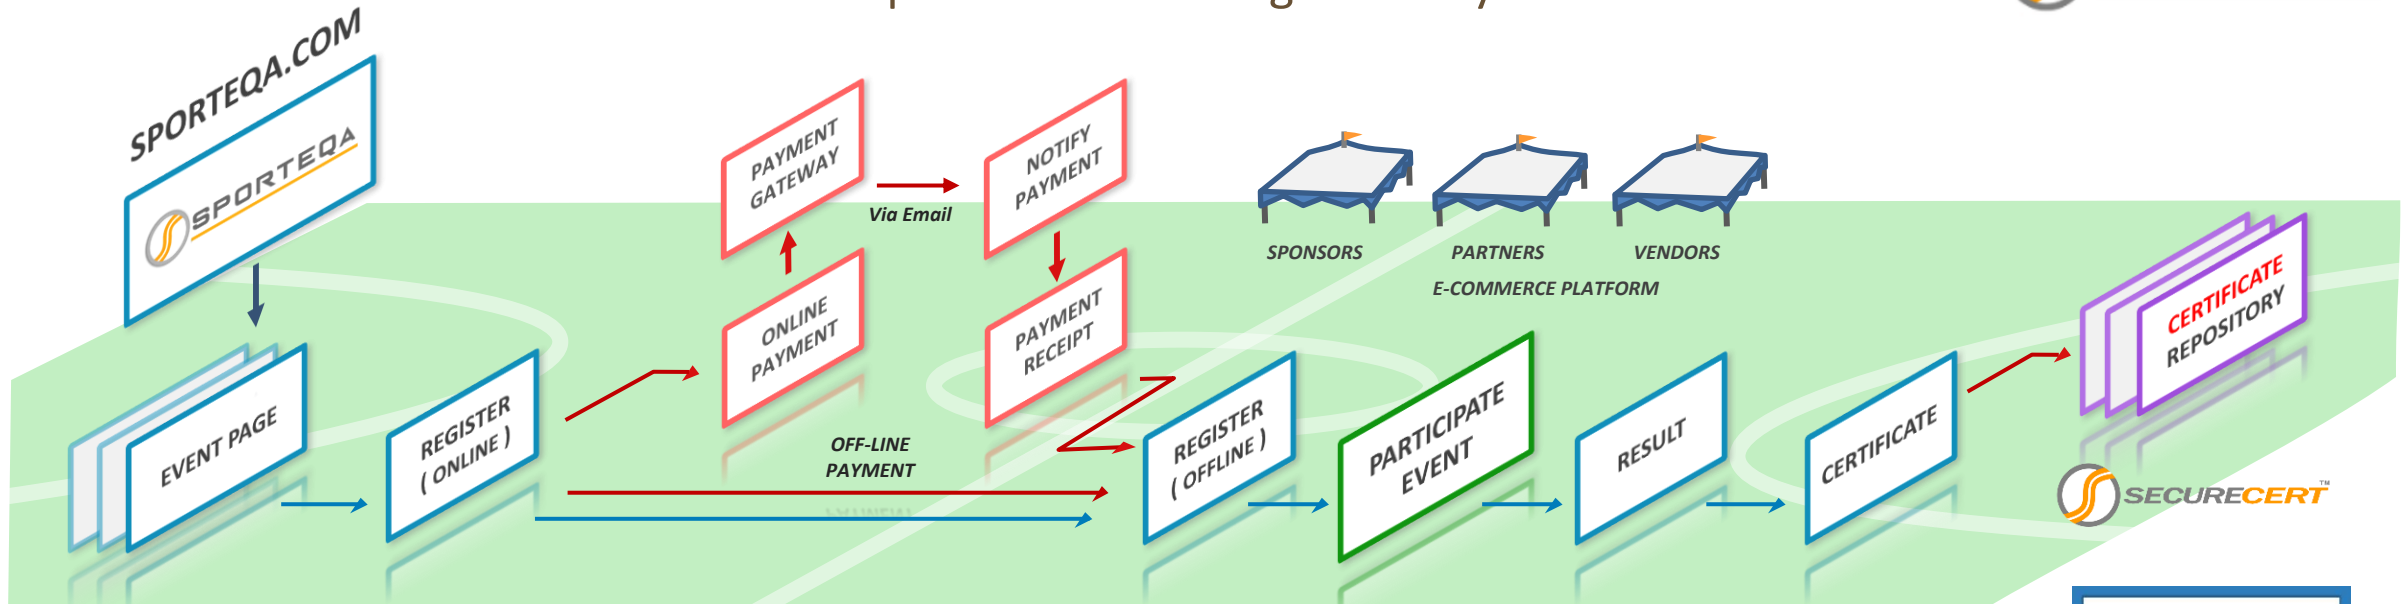 SPORTEQA.COM
SPORTEQA
EVENT PAGE
REGISTER
( ONLINE )
PAYMENT
GATEWAY
Via Email
NOTIFY
PAYMENT
ONLINE
PAYMENT
PAYMENT
RECEIPT
OFF-LINE
PAYMENT
SPONSORS
PARTNERS
VENDORS
E-COMMERCE PLATFORM
REGISTER
( OFFLINE )
PARTICIPATE
EVENT
RESULT
CERTIFICATE
CERTIFICATE
REPOSITORY
SECURECERT™